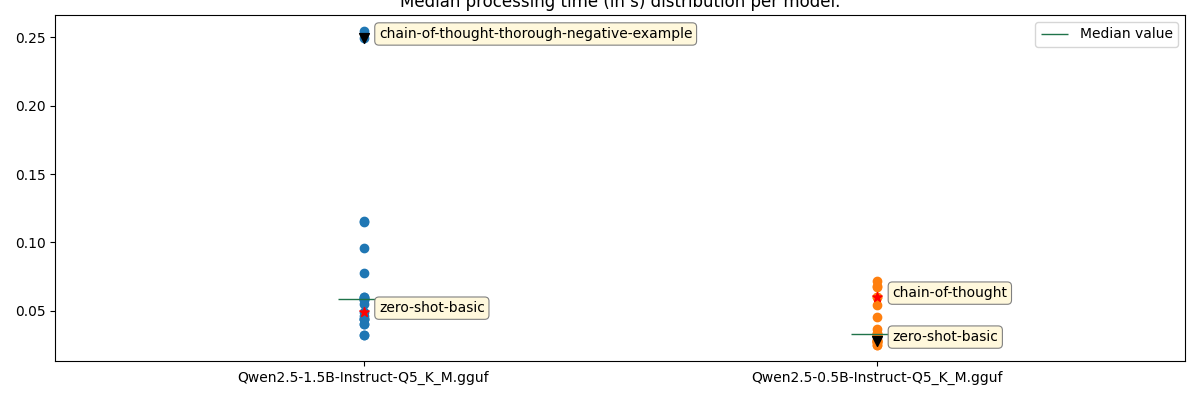 Median processing time (in s) distribution per model.
0.25
0.20
0.15
0.10
0.05
chain-of-thought-thorough-negative-example
zero-shot-basic
chain-of-thought
zero-shot-basic
Median value
Qwen2.5-1.5B-Instruct-Q5_K_M.gguf
Qwen2.5-0.5B-Instruct-Q5_K_M.gguf